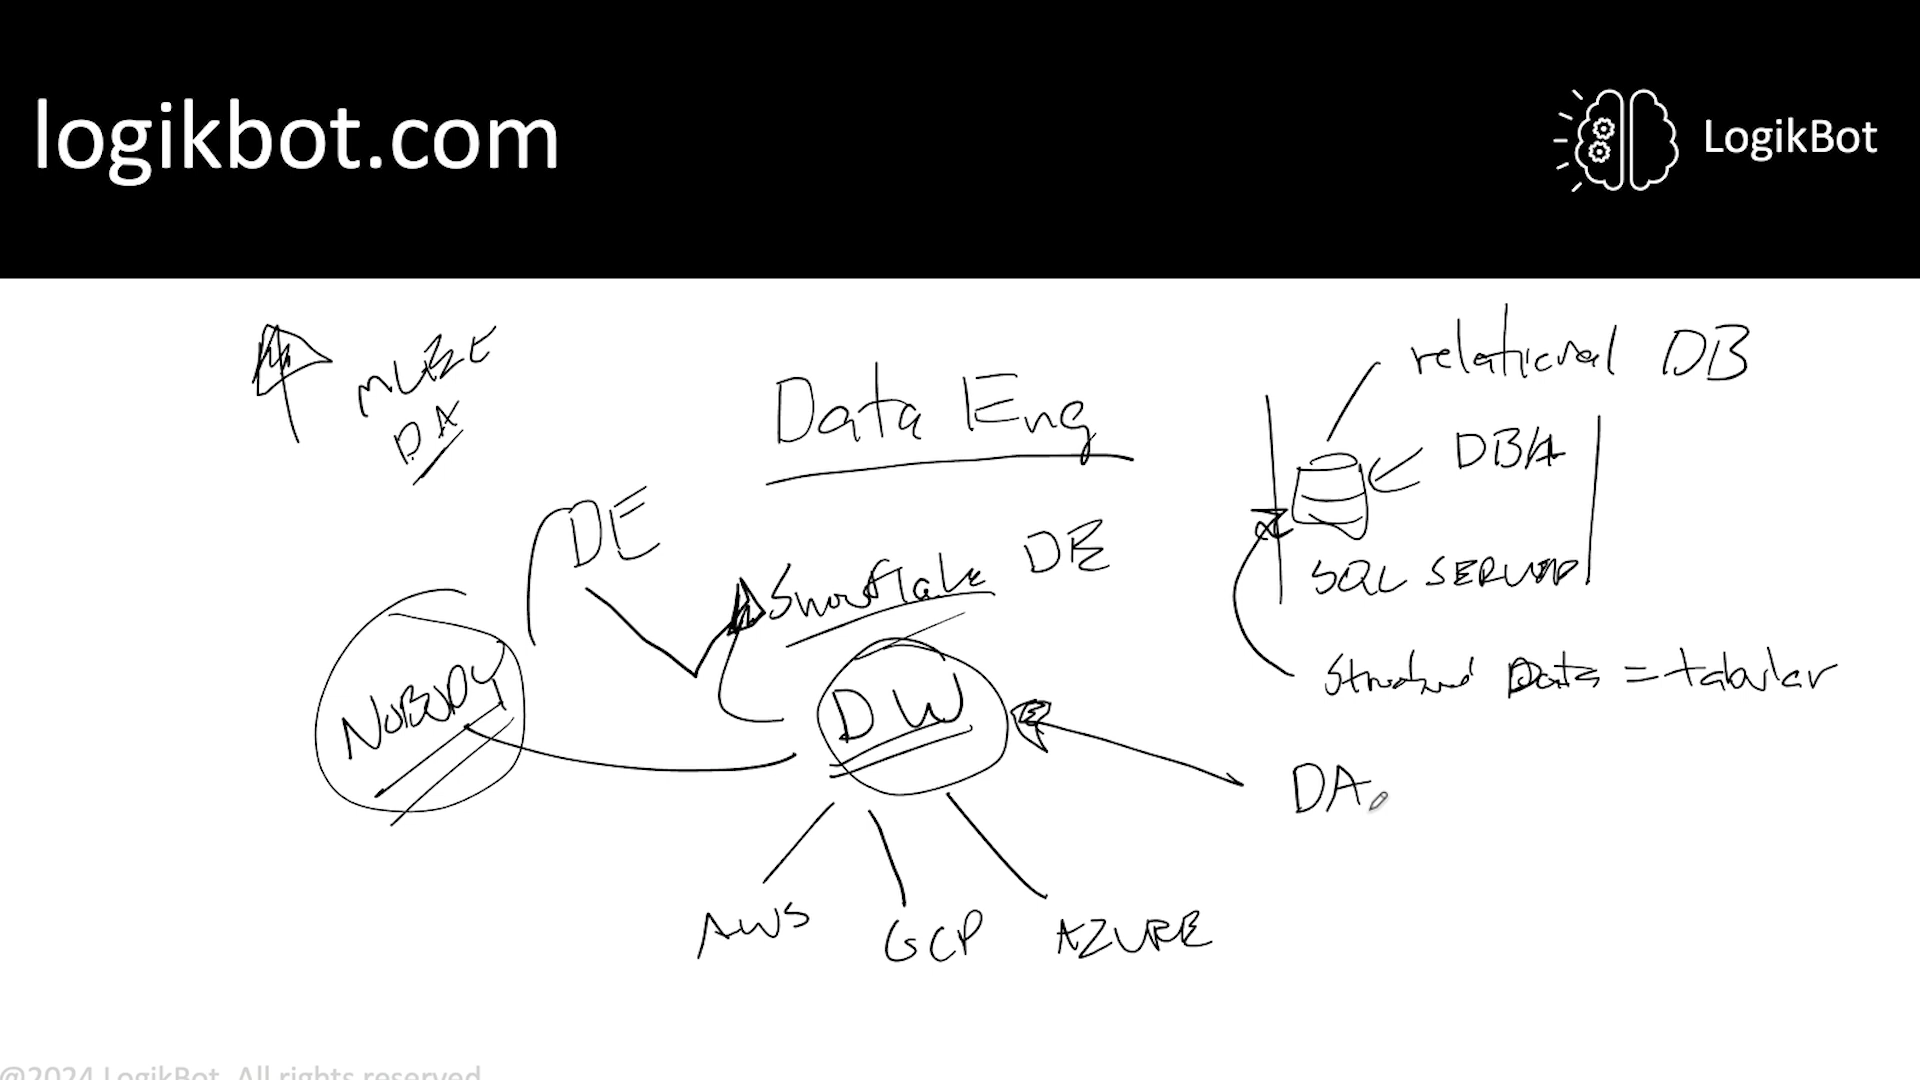 logikbot.com
LogikBot
relational DB
Data Eng
DBA
DA
DE
Snowflake DE
SQL SERVER
Structured Data = tabular
NOBODY
DW
DA
AWS GCP AZURE
@2024 LogikBot. All rights reserved